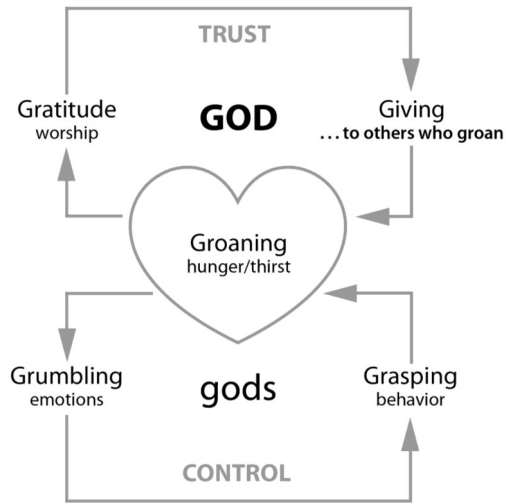 TRUST
Gratitude
worship
GOD
Giving
...to others who groan
Groaning
hunger/thirst
Grumbling
emotions
gods
Grasping
behavior
CONTROL